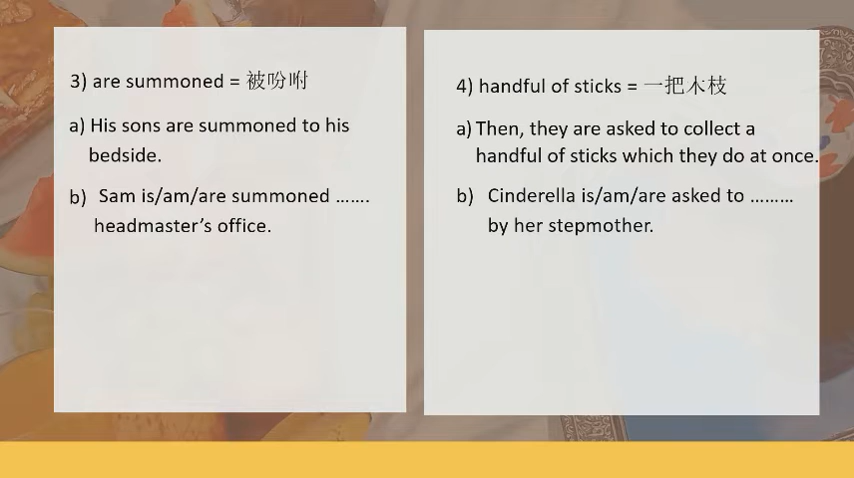 3) are summoned = 被吩咐
a) His sons are summoned to his
bedside.
b) Sam is/am/are summoned .......
headmaster's office.
4) handful of sticks = 一把木枝
a) Then, they are asked to collect a
handful of sticks which they do at once.
b) Cinderella is/am/are asked to .........
by her stepmother.